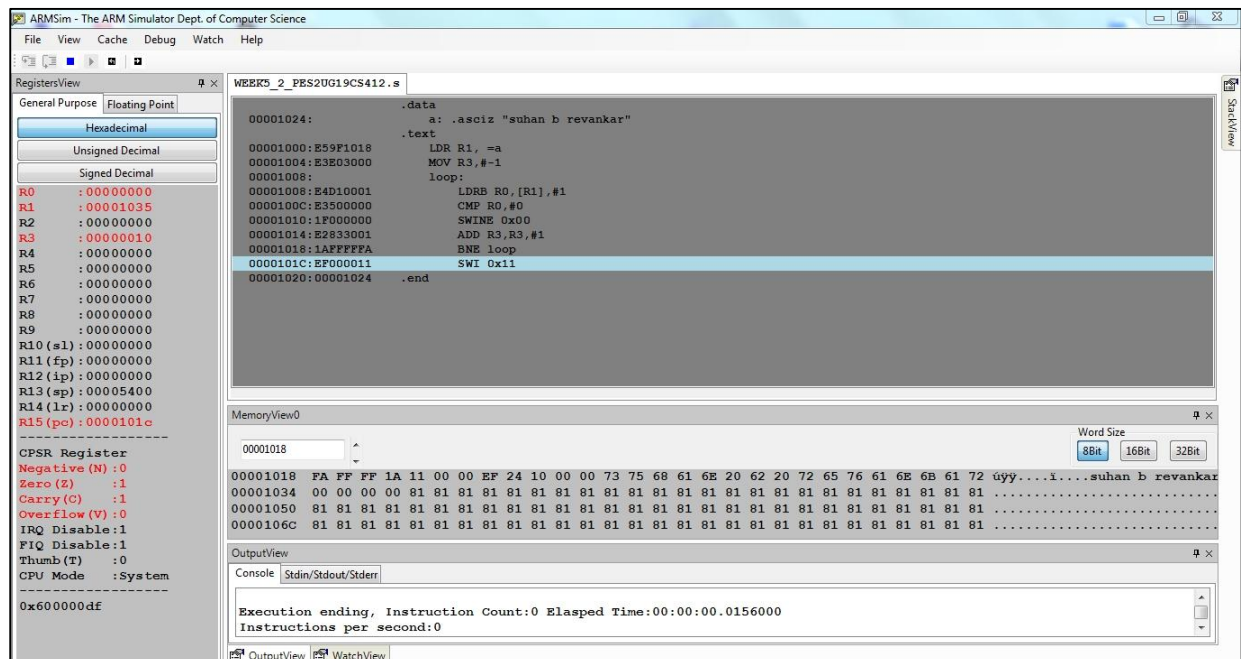 ARMSim - The ARM Simulator Dept. of Computer Science
File View Cache Debug Watch Help
RegistersView
General Purpose Floating Point
Hexadecimal
Unsigned Decimal
Signed Decimal
R0 :00000000
R1 :00001035
R2 :00000000
R3 :00000010
R4 :00000000
R5 :00000000
R6 :00000000
R7 :00000000
R8 :00000000
R9 :00000000
R10(sl):00000000
R11(fp):00000000
R12(ip):00000000
R13(sp):00005400
R14(lr):00000000
R15(pc):0000101c
-------------------
CPSR Register
Negative(N):0
Zero(Z) :1
Carry(C) :1
Overflow(V):0
IRQ Disable:1
FIQ Disable:1
Thumb(T) :0
CPU Mode :System
-------------------
0x600000df
WEEK5_2_PES2UG19CS412.s
.data
00001024: a: .asciz "suhan b revankar"
.text
00001000:E59F1018 LDR R1, =a
00001004:E3E03000 MOV R3,#-1
00001008: loop:
00001008:E4D10001 LDRB R0,[R1],#1
0000100C:E3500000 CMP R0,#0
00001010:1F000000 SWINE 0x00
00001014:E2833001 ADD R3,R3,#1
00001018:1AFFFFFA BNE loop
0000101C:EF000011 SWI 0x11
00001020:00001024 .end
StackView
MemoryView0
00001018
Word Size
8Bit 16Bit 32Bit
00001018 FA FF FF 1A 11 00 00 EF 24 10 00 00 73 75 68 61 6E 20 62 20 72 65 76 61 6E 6B 61 72 úÿÿ....ï....suhan b revankar
00001034 00 00 00 00 81 81 81 81 81 81 81 81 81 81 81 81 81 81 81 81 81 81 81 81 81 81 81 81 ............................
00001050 81 81 81 81 81 81 81 81 81 81 81 81 81 81 81 81 81 81 81 81 81 81 81 81 81 81 81 81 ............................
0000106C 81 81 81 81 81 81 81 81 81 81 81 81 81 81 81 81 81 81 81 81 81 81 81 81 81 81 81 81 ............................
OutputView
Console Stdin/Stdout/Stderr
Execution ending, Instruction Count:0 Elasped Time:00:00:00.0156000
Instructions per second:0
OutputView WatchView